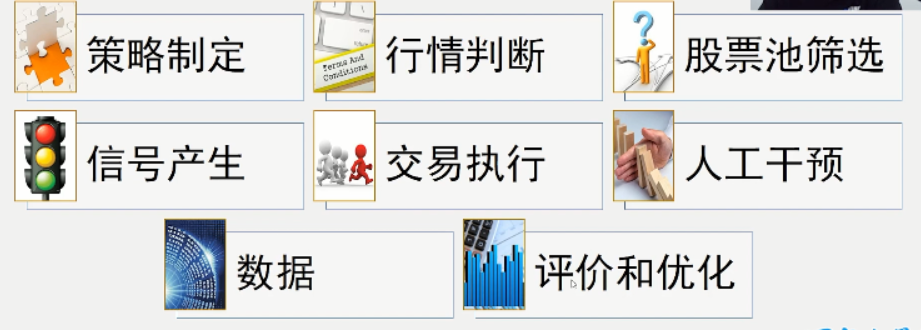 策略制定
Terms And
Conditions
行情判断
股票池筛选
信号产生
交易执行
人工干预
数据
评价和优化